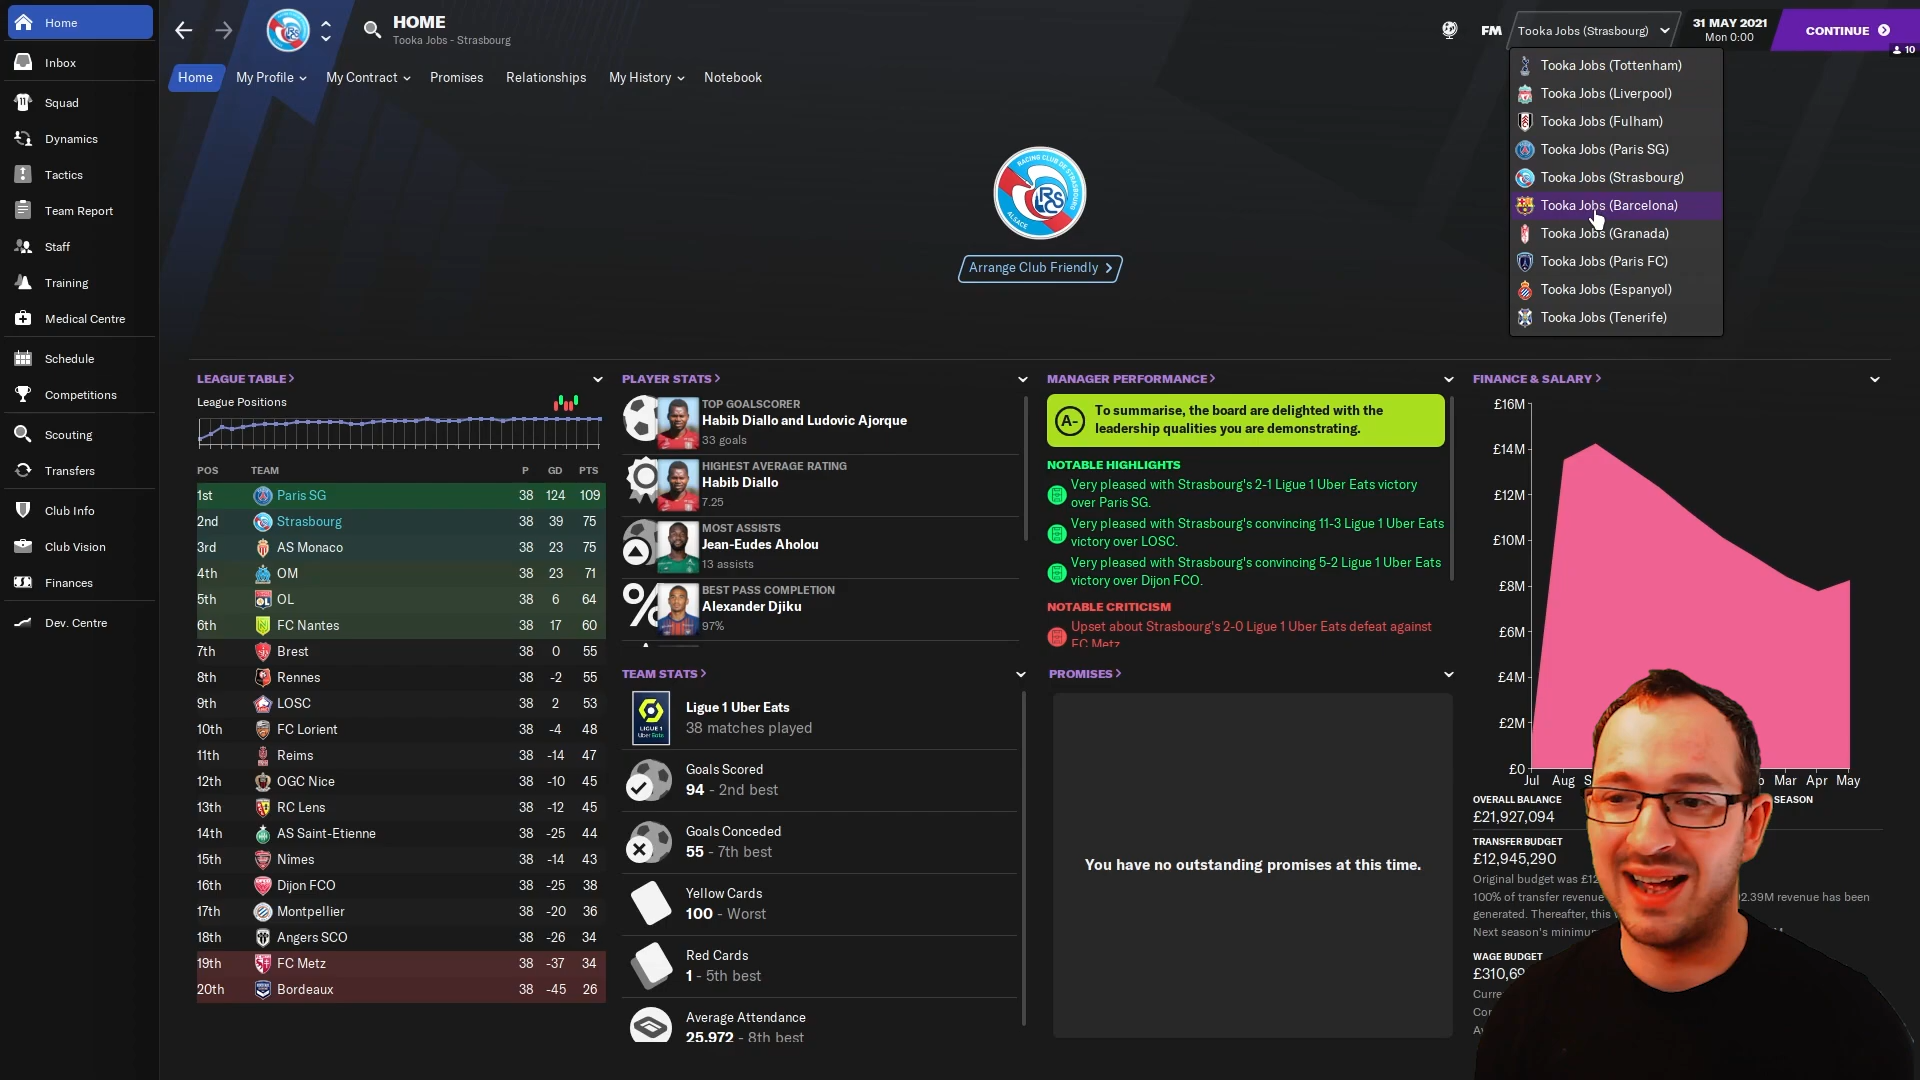 Home
Inbox
Squad
Dynamics
Tactics
Team Report
Staff
Training
Medical Centre
Schedule
Competitions
Scouting
Transfers
Club Info
Club Vision
Finances
Dev. Centre
HOME
Tooka Jobs - Strasbourg
Home
My Profile
My Contract
Promises
Relationships
My History
Notebook
FM
Tooka Jobs (Strasbourg)
31 MAY 2021
Mon 0:00
CONTINUE
10
Tooka Jobs (Tottenham)
Tooka Jobs (Liverpool)
Tooka Jobs (Fulham)
Tooka Jobs (Paris SG)
Tooka Jobs (Strasbourg)
Tooka Jobs (Barcelona)
Tooka Jobs (Granada)
Tooka Jobs (Paris FC)
Tooka Jobs (Espanyol)
Tooka Jobs (Tenerife)
RACING CLUB DE STRASBOURG
RCS
ALSACE
Arrange Club Friendly
LEAGUE TABLE
League Positions
POS TEAM P GD PTS
1st Paris SG 38 124 109
2nd Strasbourg 38 39 75
3rd AS Monaco 38 23 75
4th OM 38 23 71
5th OL 38 6 64
6th FC Nantes 38 17 60
7th Brest 38 0 55
8th Rennes 38 -2 55
9th LOSC 38 2 53
10th FC Lorient 38 -4 48
11th Reims 38 -14 47
12th OGC Nice 38 -10 45
13th RC Lens 38 -12 45
14th AS Saint-Etienne 38 -25 44
15th Nîmes 38 -14 43
16th Dijon FCO 38 -25 38
17th Montpellier 38 -20 36
18th Angers SCO 38 -26 34
19th FC Metz 38 -37 34
20th Bordeaux 38 -45 26
PLAYER STATS
TOP GOALSCORER
Habib Diallo and Ludovic Ajorque
33 goals
HIGHEST AVERAGE RATING
Habib Diallo
7.25
MOST ASSISTS
Jean-Eudes Aholou
13 assists
BEST PASS COMPLETION
Alexander Djiku
97%
TEAM STATS
LIGUE 1
Uber Eats
Ligue 1 Uber Eats
38 matches played
Goals Scored
94 - 2nd best
Goals Conceded
55 - 7th best
Yellow Cards
100 - Worst
Red Cards
1 - 5th best
Average Attendance
25,972 - 8th best
MANAGER PERFORMANCE
A-
To summarise, the board are delighted with the
leadership qualities you are demonstrating.
NOTABLE HIGHLIGHTS
Very pleased with Strasbourg's 2-1 Ligue 1 Uber Eats victory
over Paris SG.
Very pleased with Strasbourg's convincing 11-3 Ligue 1 Uber Eats
victory over LOSC.
Very pleased with Strasbourg's convincing 5-2 Ligue 1 Uber Eats
victory over Dijon FCO.
NOTABLE CRITICISM
Upset about Strasbourg's 2-0 Ligue 1 Uber Eats defeat against
FC Metz
PROMISES
You have no outstanding promises at this time.
FINANCE & SALARY
£16M
£14M
£12M
£10M
£8M
£6M
£4M
£2M
£0
Jul Aug Mar Apr May
OVERALL BALANCE SEASON
£21,927,094
TRANSFER BUDGET
£12,945,290
Original budget was
100% of transfer revenue revenue has been
generated. Thereafter, this
Next season's
WAGE BUDGET